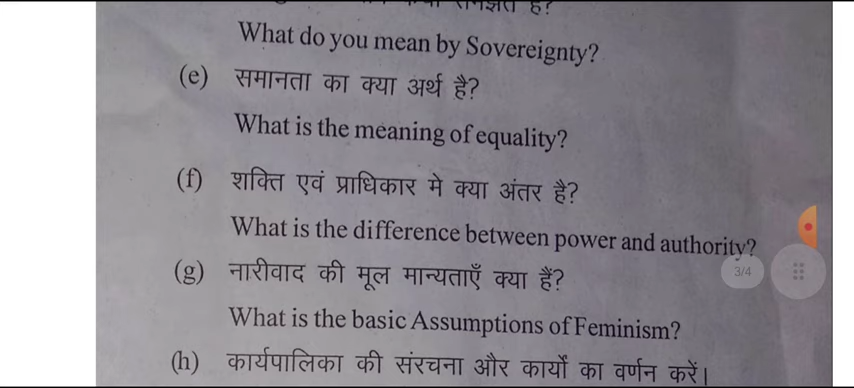 What do you mean by Sovereignty?
(e) समानता का क्या अर्थ है?
What is the meaning of equality?
(f) शक्ति एवं प्राधिकार मे क्या अंतर है?
What is the difference between power and authority?
(g) नारीवाद की मूल मान्यताएँ क्या हैं?
3/4
What is the basic Assumptions of Feminism?
(h) कार्यपालिका की संरचना और कार्यों का वर्णन करें।